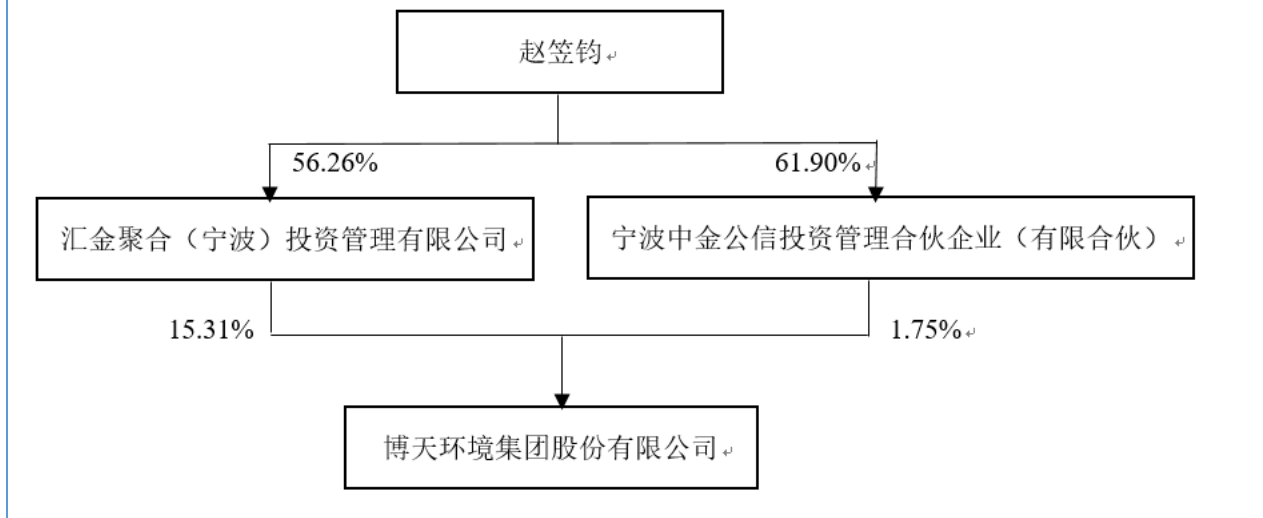 赵笠钧
56.26%
61.90%
汇金聚合（宁波）投资管理有限公司
宁波中金公信投资管理合伙企业（有限合伙）
15.31%
1.75%
博天环境集团股份有限公司